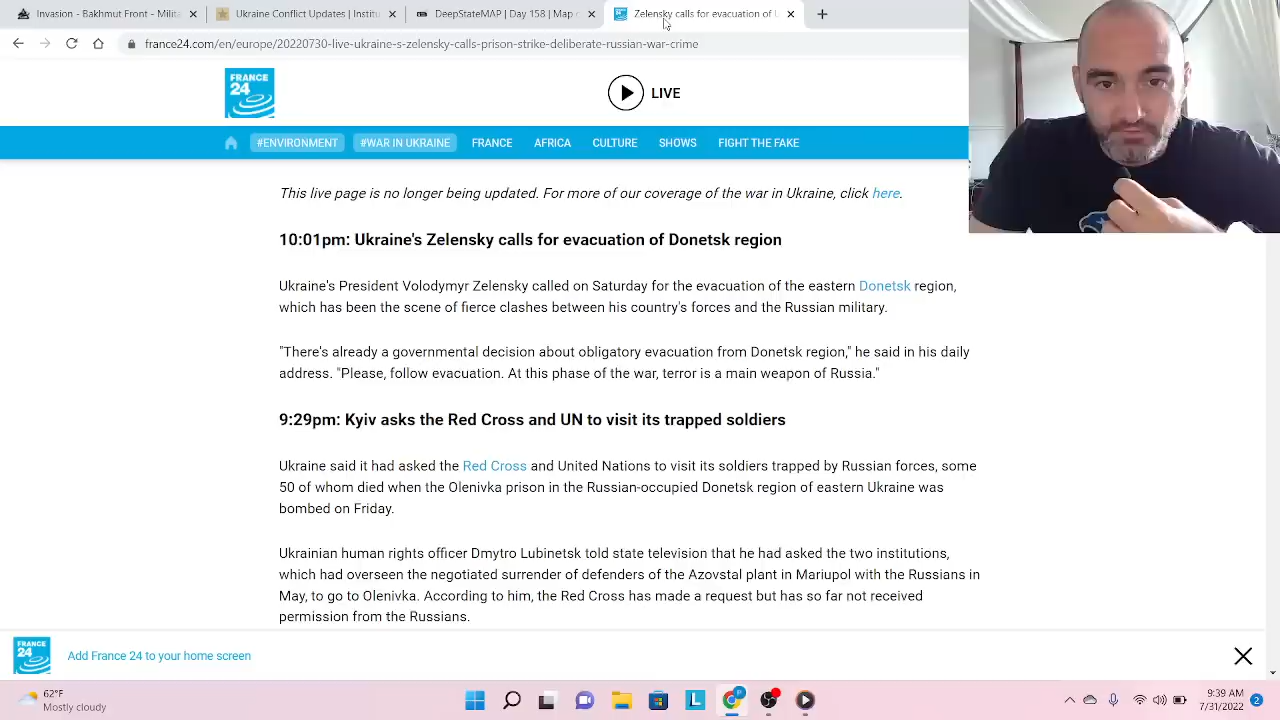 Invasion - Bakhmut Front - Milita
Ukraine Conflict Updates | Institu
DeepStateMAP | Day 158 | Map c
Zelensky calls for evacuation of U
france24.com/en/europe/20220730-live-ukraine-s-zelensky-calls-prison-strike-deliberate-russian-war-crime
FRANCE
24
LIVE
#ENVIRONMENT #WAR IN UKRAINE FRANCE AFRICA CULTURE SHOWS FIGHT THE FAKE
This live page is no longer being updated. For more of our coverage of the war in Ukraine, click here.
10:01pm: Ukraine's Zelensky calls for evacuation of Donetsk region
Ukraine's President Volodymyr Zelensky called on Saturday for the evacuation of the eastern Donetsk region,
which has been the scene of fierce clashes between his country's forces and the Russian military.
"There's already a governmental decision about obligatory evacuation from Donetsk region," he said in his daily
address. "Please, follow evacuation. At this phase of the war, terror is a main weapon of Russia."
9:29pm: Kyiv asks the Red Cross and UN to visit its trapped soldiers
Ukraine said it had asked the Red Cross and United Nations to visit its soldiers trapped by Russian forces, some
50 of whom died when the Olenivka prison in the Russian-occupied Donetsk region of eastern Ukraine was
bombed on Friday.
Ukrainian human rights officer Dmytro Lubinetsk told state television that he had asked the two institutions,
which had overseen the negotiated surrender of defenders of the Azovstal plant in Mariupol with the Russians in
May, to go to Olenivka. According to him, the Red Cross has made a request but has so far not received
permission from the Russians.
FRANCE
24
Add France 24 to your home screen
62°F
Mostly cloudy
L
P
9:39 AM
7/31/2022
2